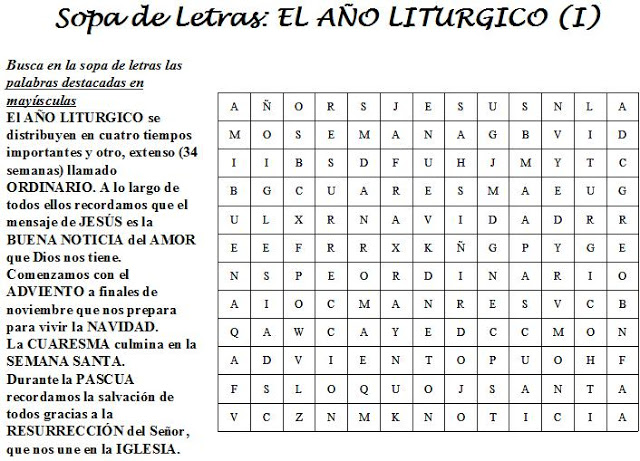 Sopa de Letras: EL AÑO LITURGICO (I)
Busca en la sopa de letras las
palabras destacadas en
mayúsculas
El AÑO LITURGICO se
distribuyen en cuatro tiempos
importantes y otro, extenso (34
semanas) llamado
ORDINARIO. A lo largo de
todos ellos recordamos que el
mensaje de JESÚS es la
BUENA NOTICIA del AMOR
que Dios nos tiene.
Comenzamos con el
ADVIENTO a finales de
noviembre que nos prepara
para vivir la NAVIDAD.
La CUARESMA culmina en la
SEMANA SANTA.
Durante la PASCUA
recordamos la salvación de
todos gracias a la
RESURRECCIÓN del Señor,
que nos une en la IGLESIA.
A Ñ O R S J E S U S N L A
M O S E M A N A G B V I D
I I B S D F U H J M Y T C
B G C U A R E S M A E U G
U L X R N A V I D A D R R
E E F R R X K Ñ G P Y G E
N S P E O R D I N A R I O
A I O C M A N R E S V C B
Q A W C A Y E D C C M O N
A D V I E N T O P U O H F
F S L O Q U O J S A N T A
V C Z N M K N O T I C I A